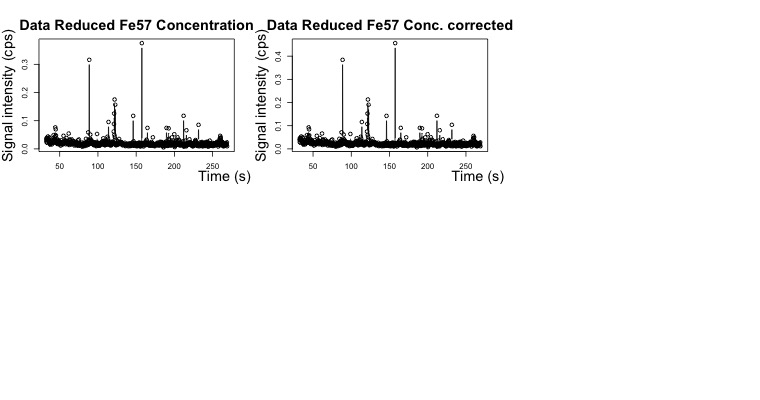 Data Reduced Fe57 Concentration
Signal intensity (cps)
0.0 0.1 0.2 0.3
50 100 150 200 250
Time (s)
Data Reduced Fe57 Conc. corrected
Signal intensity (cps)
0.0 0.1 0.2 0.3 0.4
50 100 150 200 250
Time (s)